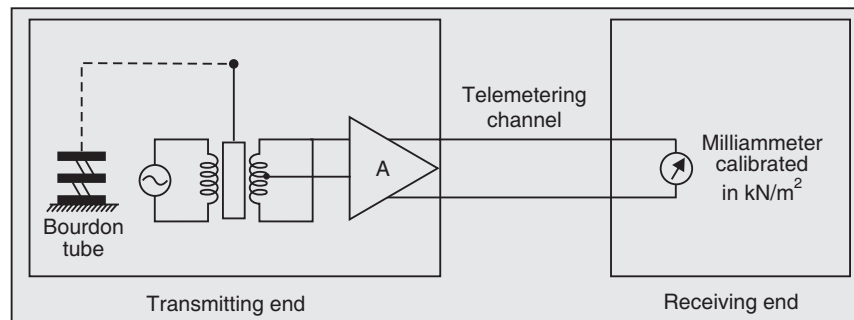 Telemetering
channel
A
Milliammeter
calibrated
in kN/m²
Bourdon
tube
Transmitting end
Receiving end